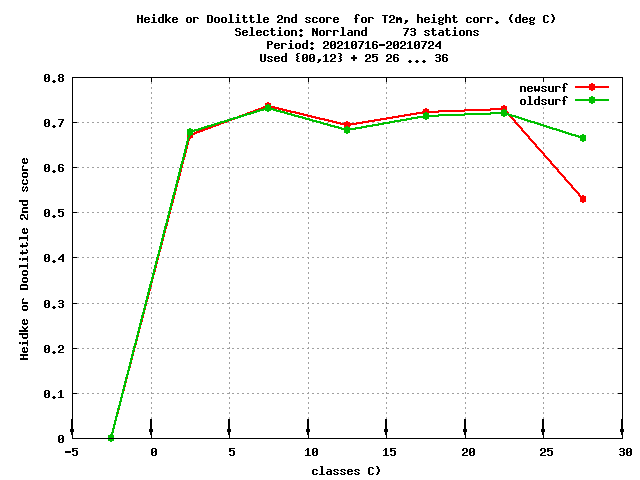 Heidke or Doolittle 2nd score  for T2m, height corr. (deg C)
Selection: Norrland     73 stations
Period: 20210716-20210724
Used {00,12} + 25 26 ... 36
newsurf
oldsurf
Heidke or Doolittle 2nd score
0.8
0.7
0.6
0.5
0.4
0.3
0.2
0.1
0
-5 0 5 10 15 20 25 30
classes C)